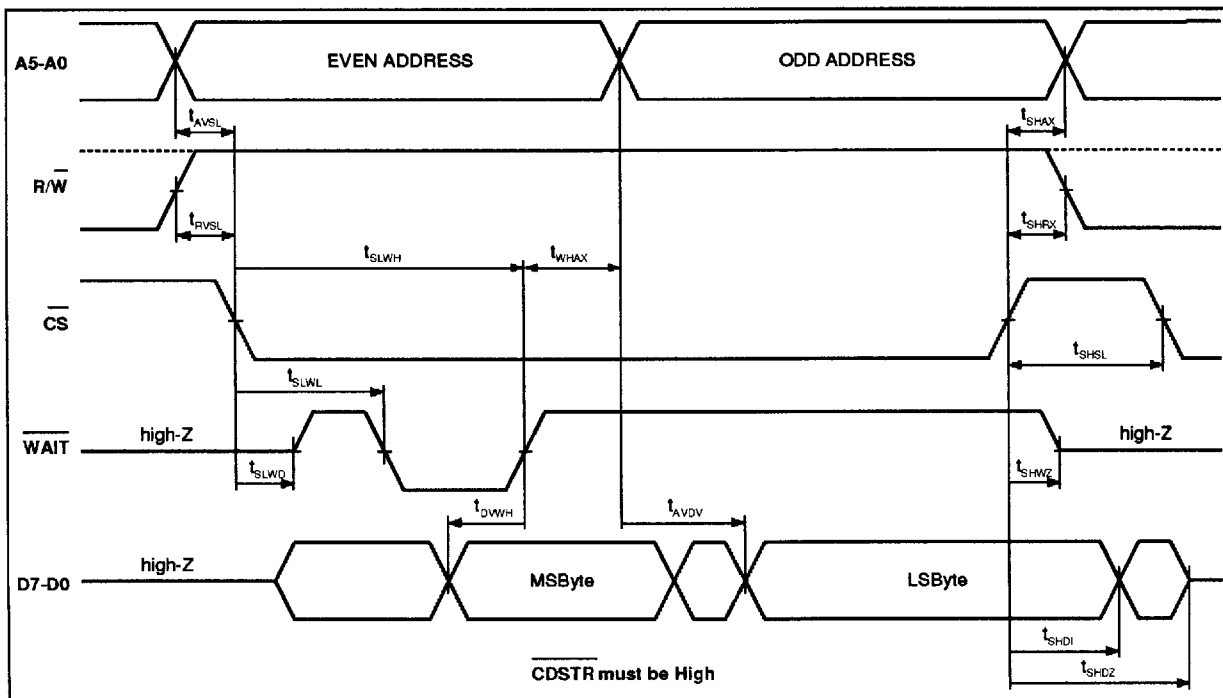 A5-A0
EVEN ADDRESS
ODD ADDRESS
tAVSL
tSHAX
R/W
tRVSL
tSHRX
tSLWH
tWHAX
CS
tSHSL
tSLWL
WAIT
high-Z
high-Z
tSLWD
tSHWZ
tDVWH
tAVDV
D7-D0
high-Z
MSByte
LSByte
tSHDI
tSHDZ
CDSTR must be High